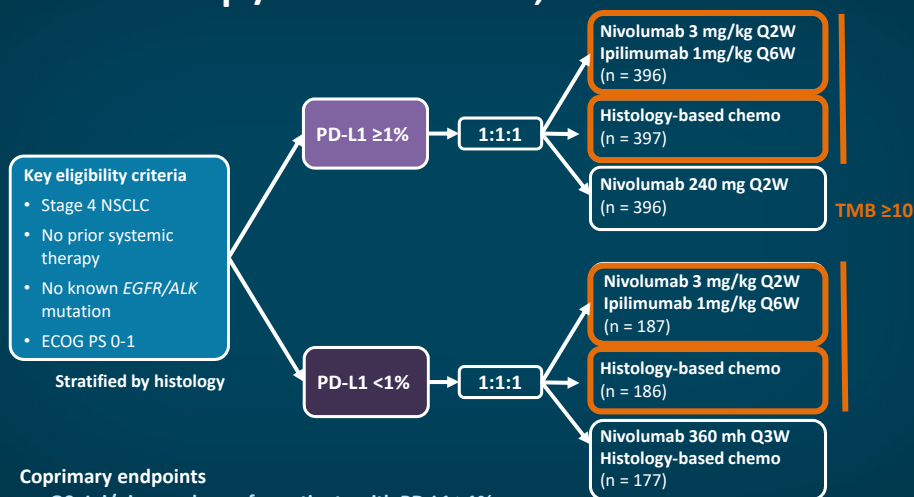 Nivolumab 3 mg/kg Q2W
Ipilimumab 1mg/kg Q6W
(n = 396)
PD-L1 ≥1%
1:1:1
Histology-based chemo
(n = 397)
Nivolumab 240 mg Q2W
(n = 396)
TMB ≥10
Key eligibility criteria
• Stage 4 NSCLC
• No prior systemic
therapy
• No known EGFR/ALK
mutation
• ECOG PS 0-1
Stratified by histology
Nivolumab 3 mg/kg Q2W
Ipilimumab 1mg/kg Q6W
(n = 187)
PD-L1 <1%
1:1:1
Histology-based chemo
(n = 186)
Nivolumab 360 mh Q3W
Histology-based chemo
(n = 177)
Coprimary endpoints